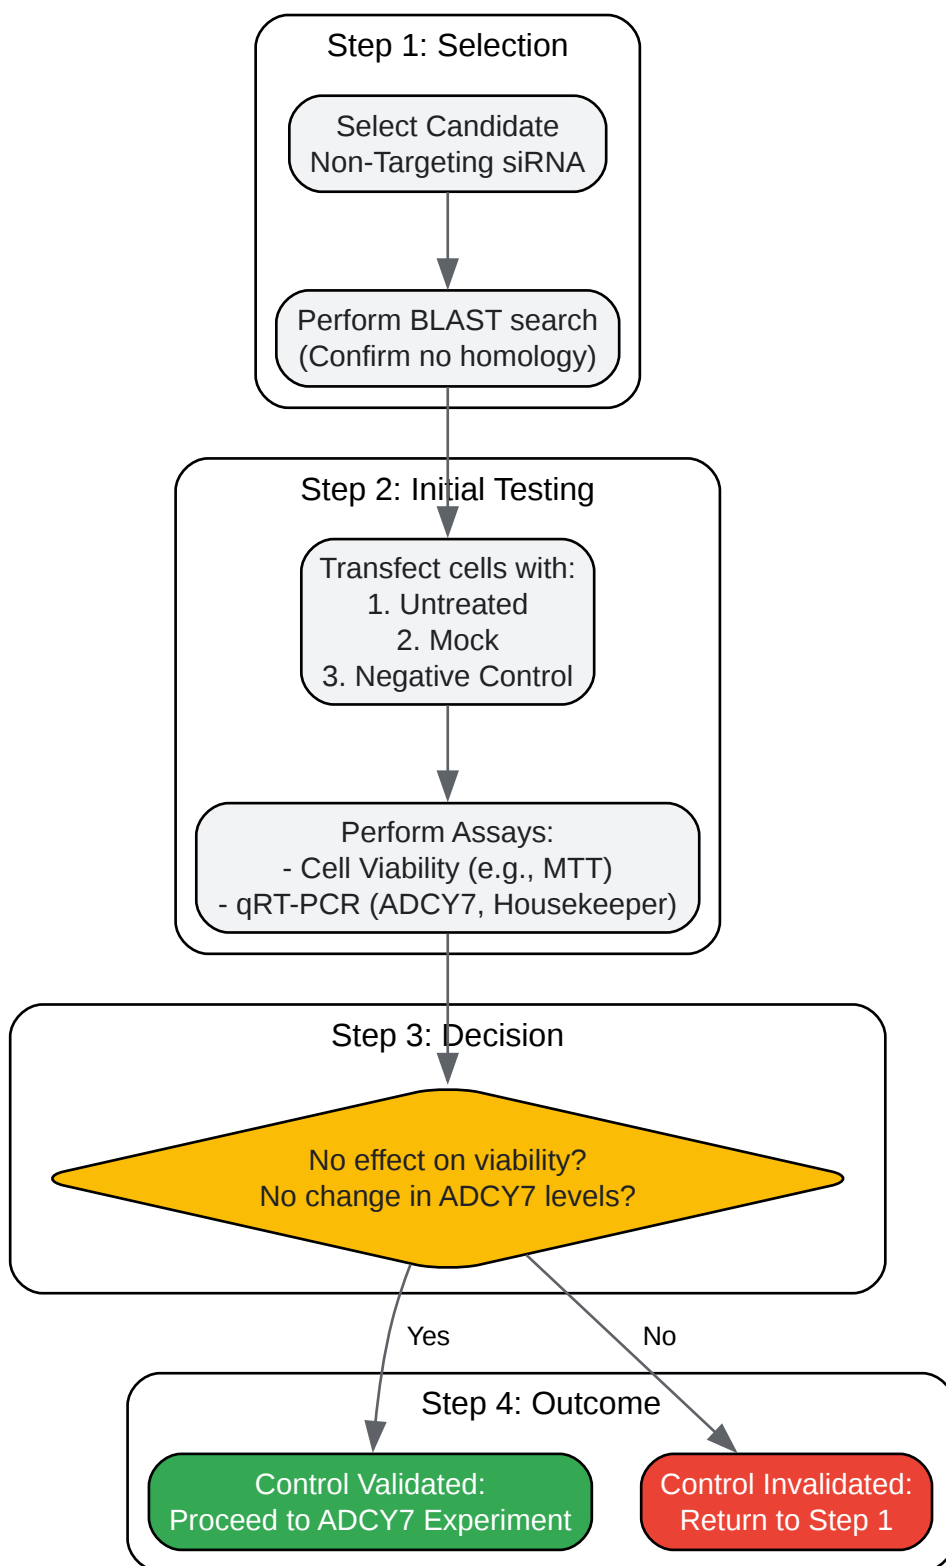 Step 1: Selection
Select Candidate
Non-Targeting siRNA
Perform BLAST search
(Confirm no homology)
Step 2: Initial Testing
Transfect cells with:
1. Untreated
2. Mock
3. Negative Control
Perform Assays:
- Cell Viability (e.g., MTT)
- qRT-PCR (ADCY7, Housekeeper)
Step 3: Decision
No effect on viability?
No change in ADCY7 levels?
Yes
No
Step 4: Outcome
Control Validated:
Proceed to ADCY7 Experiment
Control Invalidated:
Return to Step 1